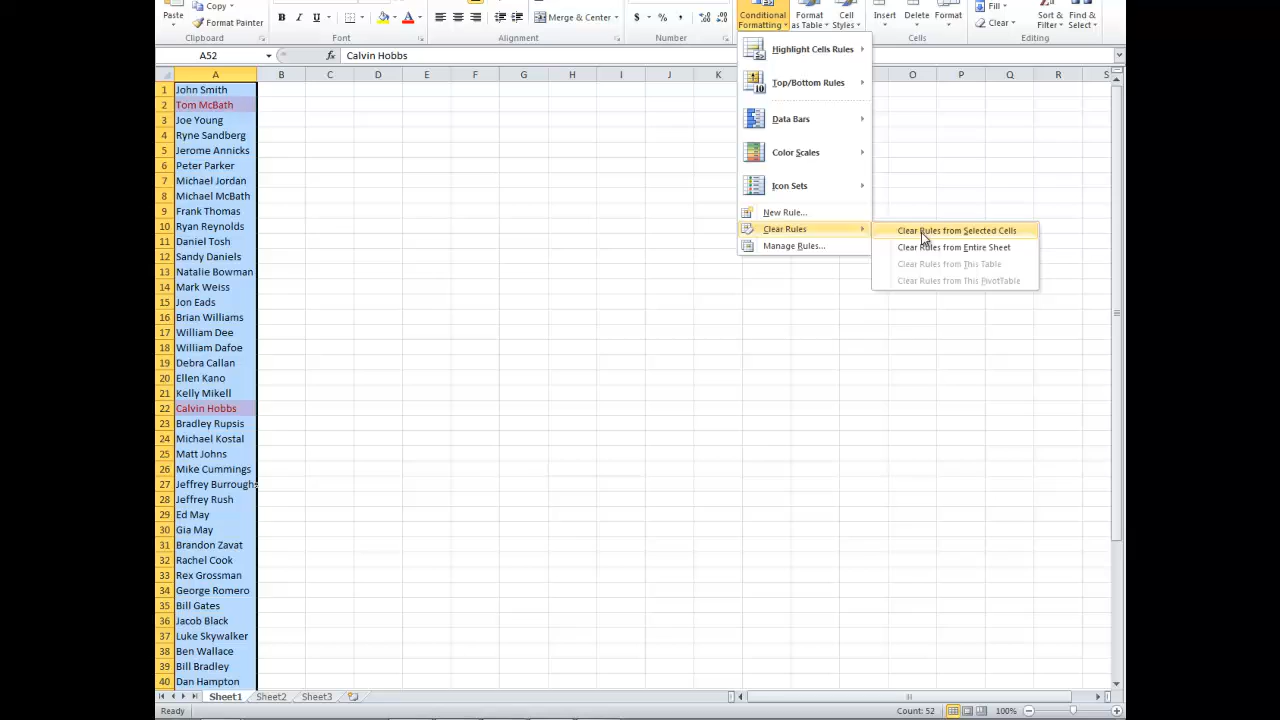 Paste
Copy
Format Painter
Clipboard
B I U
A
Font
Merge & Center
Alignment
$ % ,
Number
Conditional Formatting
Format as Table
Cell Styles
Insert
Delete
Format
Cells
Fill
Clear
Sort & Filter
Find & Select
Editing
A52
fx
Calvin Hobbs
A B C D E F G H I J K O P Q R S
1 John Smith
2 Tom McBath
3 Joe Young
4 Ryne Sandberg
5 Jerome Annicks
6 Peter Parker
7 Michael Jordan
8 Michael McBath
9 Frank Thomas
10 Ryan Reynolds
11 Daniel Tosh
12 Sandy Daniels
13 Natalie Bowman
14 Mark Weiss
15 Jon Eads
16 Brian Williams
17 William Dee
18 William Dafoe
19 Debra Callan
20 Ellen Kano
21 Kelly Mikell
22 Calvin Hobbs
23 Bradley Rupsis
24 Michael Kostal
25 Matt Johns
26 Mike Cummings
27 Jeffrey Burroughs
28 Jeffrey Rush
29 Ed May
30 Gia May
31 Brandon Zavat
32 Rachel Cook
33 Rex Grossman
34 George Romero
35 Bill Gates
36 Jacob Black
37 Luke Skywalker
38 Ben Wallace
39 Bill Bradley
40 Dan Hampton
Highlight Cells Rules
Top/Bottom Rules
10
Data Bars
Color Scales
Icon Sets
New Rule...
Clear Rules
Manage Rules...
Clear Rules from Selected Cells
Clear Rules from Entire Sheet
Clear Rules from This Table
Clear Rules from This PivotTable
Sheet1
Sheet2
Sheet3
Ready
Count: 52
100%